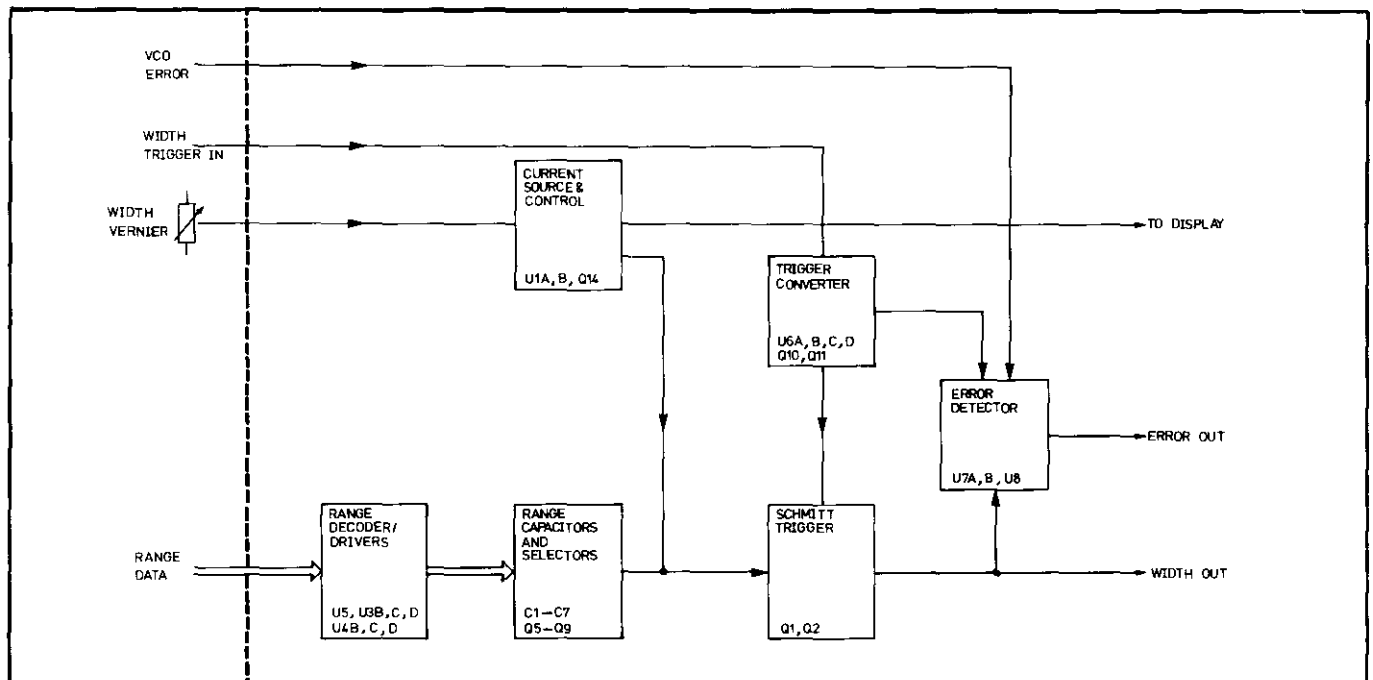 VCO
ERROR
WIDTH
TRIGGER IN
WIDTH
VERNIER
CURRENT
SOURCE &
CONTROL
U1A, B, Q14
TO DISPLAY
TRIGGER
CONVERTER
U6A, B, C, D
Q10, Q11
ERROR
DETECTOR
U7A, B, U8
ERROR OUT
RANGE
DATA
RANGE
DECODER/
DRIVERS
U5, U3B, C, D
U4B, C, D
RANGE
CAPACITORS
AND
SELECTORS
C1–C7
Q5–Q9
SCHMITT
TRIGGER
Q1, Q2
WIDTH OUT